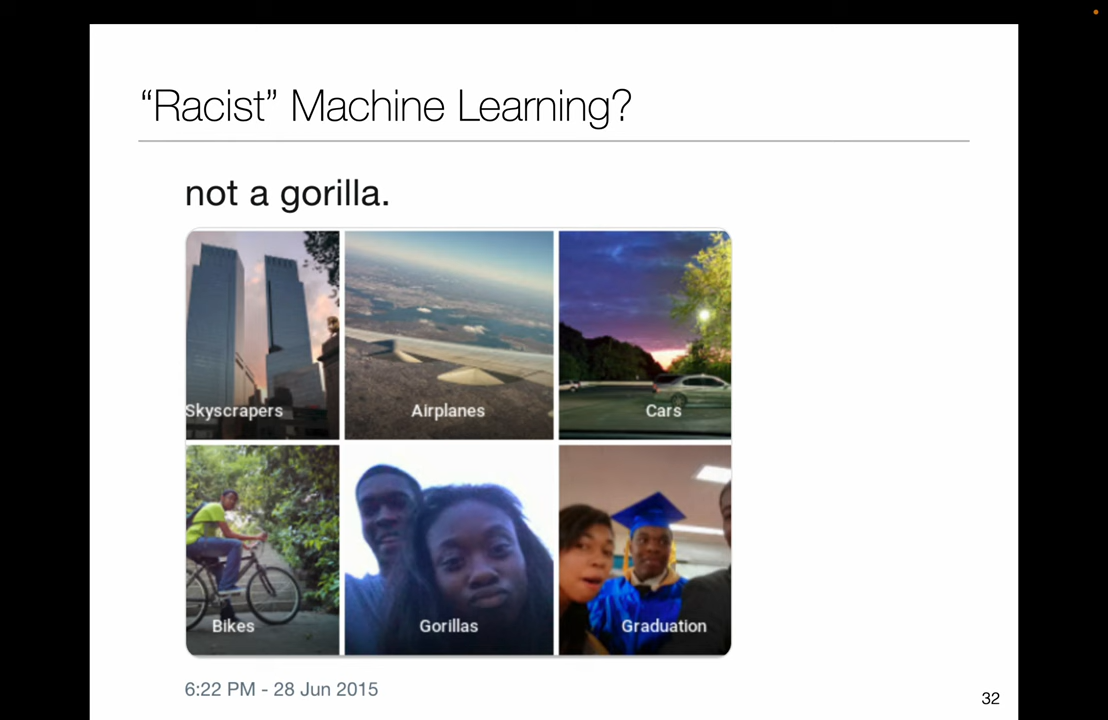 “Racist” Machine Learning?
not a gorilla.
Skyscrapers
Airplanes
Cars
Bikes
Gorillas
Graduation
6:22 PM - 28 Jun 2015
32